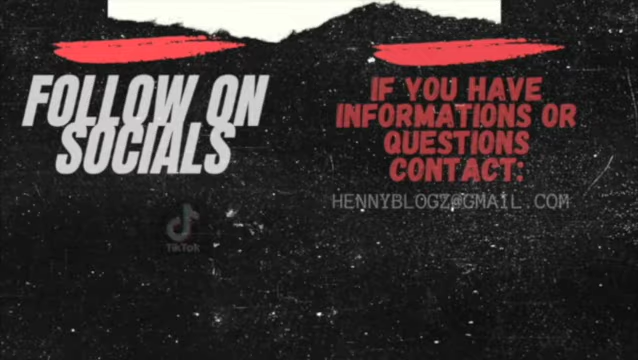 FOLLOW ON
SOCIALS
TikTok
IF YOU HAVE
INFORMATIONS OR
QUESTIONS
CONTACT:
HENNYBLOGZ@GMAIL.COM